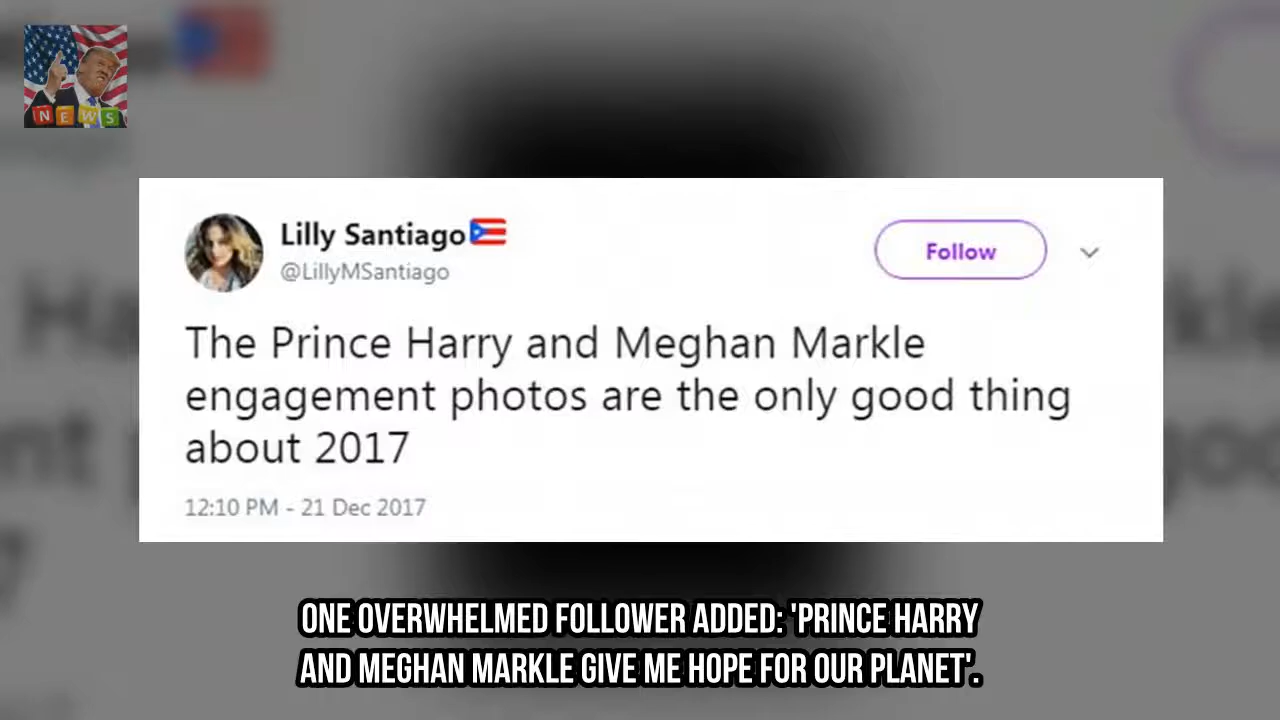 NEWS
Lilly Santiago
@LillyMSantiago
Follow
The Prince Harry and Meghan Markle
engagement photos are the only good thing
about 2017
12:10 PM - 21 Dec 2017
ONE OVERWHELMED FOLLOWER ADDED: 'PRINCE HARRY
AND MEGHAN MARKLE GIVE ME HOPE FOR OUR PLANET'.